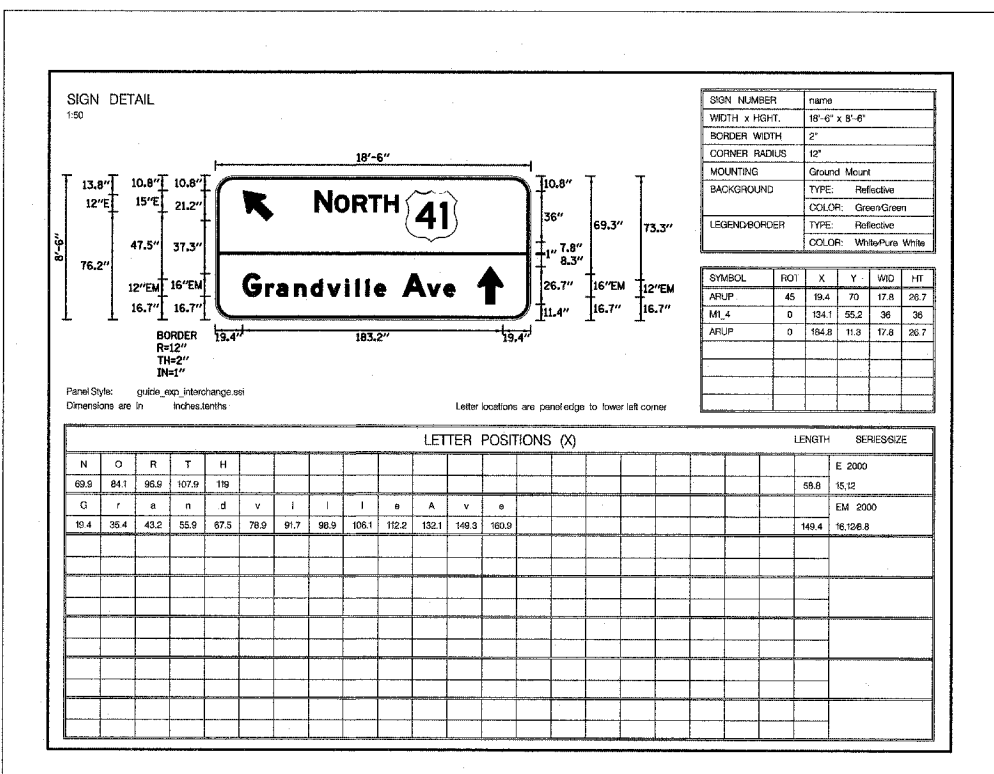 SIGN DETAIL
1:50
18'-6"
13.8" 10.8" 10.8" 10.8"
12"E 15"E 21.2" NORTH 41 36" 69.3" 73.3"
8'-6" 47.5" 37.3" 1" 7.8"
76.2" 8.3"
12"EM 16"EM Grandville Ave 26.7" 16"EM 12"EM
16.7" 16.7" 11.4" 16.7" 16.7"
BORDER 19.4" 183.2" 19.4"
R=12"
TH=2"
IN=1"
Panel Style: guide_exp_interchange.ssi
Dimensions are in inches.tenths Letter locations are panel edge to lower left corner
SIGN NUMBER name
WIDTH x HGHT. 18'-6" x 8'-6"
BORDER WIDTH 2"
CORNER RADIUS 12"
MOUNTING Ground Mount
BACKGROUND TYPE: Reflective
COLOR: Green/Green
LEGEND/BORDER TYPE: Reflective
COLOR: White/Pure White
SYMBOL ROT X Y WID HT
ARUP 45 19.4 70 17.8 26.7
M1_4 0 134.1 55.2 36 36
ARUP 0 184.8 11.3 17.8 26.7
LETTER POSITIONS (X) LENGTH SERIES/SIZE
N O R T H E 2000
69.9 84.1 96.9 107.9 119 58.8 15,12
G r a n d v i l l e A v e EM 2000
19.4 35.4 43.2 55.9 67.5 78.9 91.7 98.9 106.1 112.2 132.1 149.3 160.9 149.4 16,12/6.8